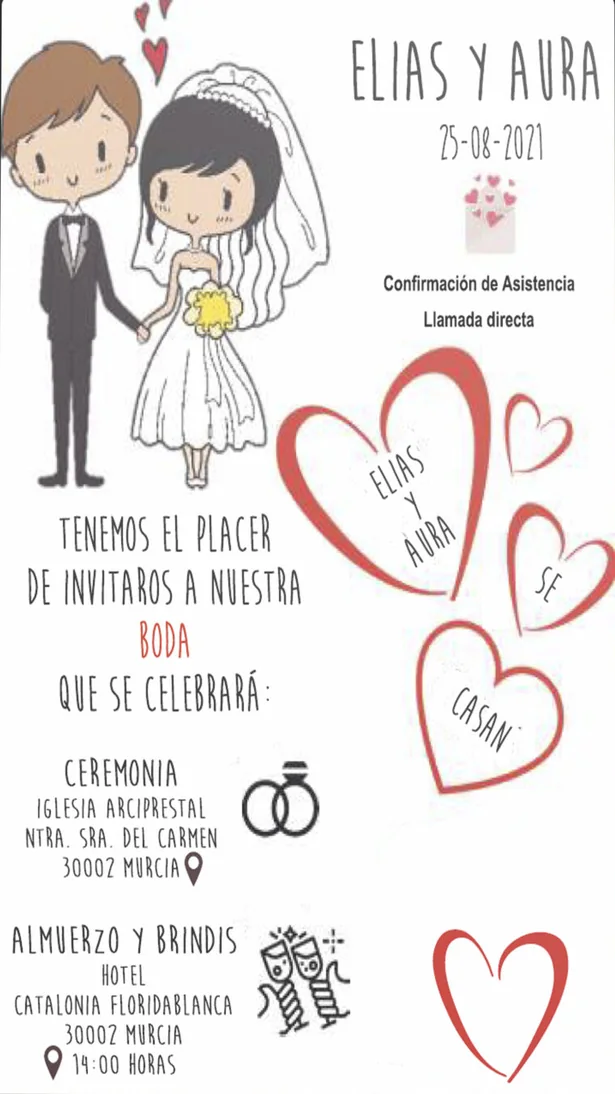 ELIAS Y AURA
25-08-2021
Confirmación de Asistencia
Llamada directa
ELIAS
Y
AURA
SE
CASAN
TENEMOS EL PLACER
DE INVITAROS A NUESTRA
BODA
QUE SE CELEBRARÁ:
CEREMONIA
IGLESIA ARCIPRESTAL
NTRA. SRA. DEL CARMEN
30002 MURCIA
ALMUERZO Y BRINDIS
HOTEL
CATALONIA FLORIDABLANCA
30002 MURCIA
14:00 HORAS